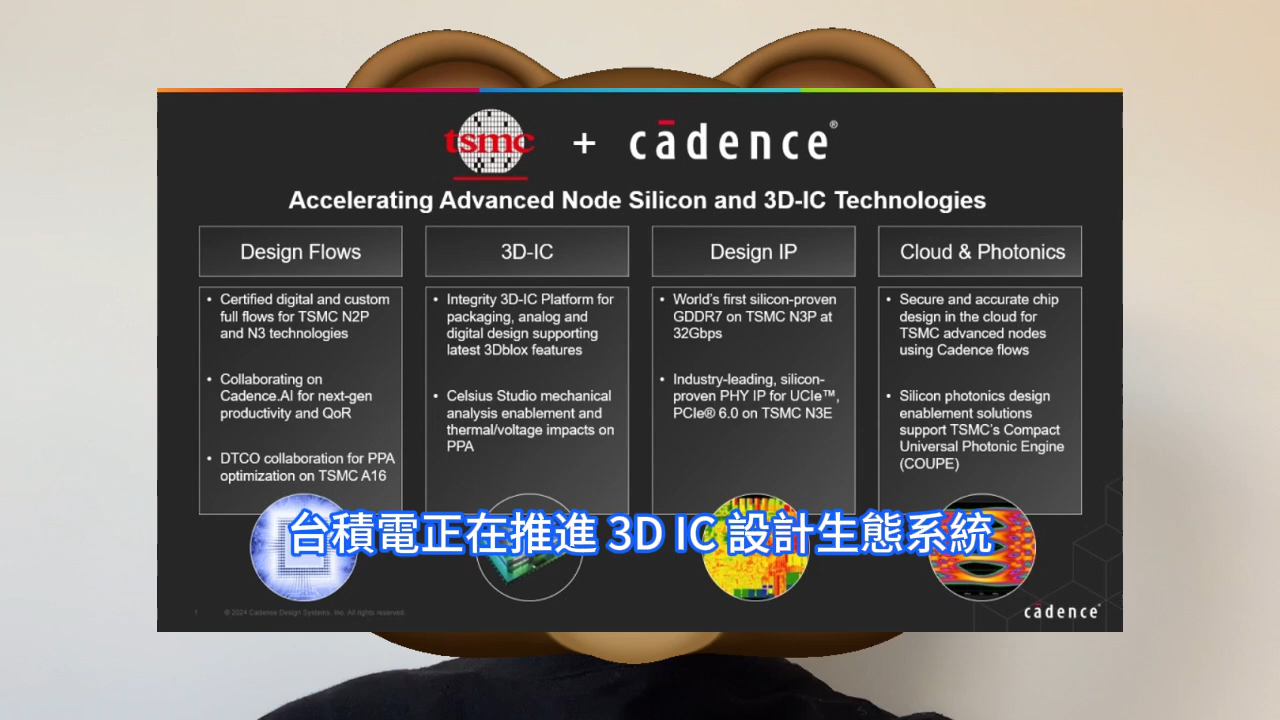 tsmc + cādence®
Accelerating Advanced Node Silicon and 3D-IC Technologies
Design Flows
• Certified digital and custom
full flows for TSMC N2P
and N3 technologies
• Collaborating on
Cadence.AI for next-gen
productivity and QoR
• DTCO collaboration for PPA
optimization on TSMC A16
3D-IC
• Integrity 3D-IC Platform for
packaging, analog and
digital design supporting
latest 3Dblox features
• Celsius Studio mechanical
analysis enablement and
thermal/voltage impacts on
PPA
Design IP
• World's first silicon-proven
GDDR7 on TSMC N3P at
32Gbps
• Industry-leading, silicon-
proven PHY IP for UCIe™,
PCIe® 6.0 on TSMC N3E
Cloud & Photonics
• Secure and accurate chip
design in the cloud for
TSMC advanced nodes
using Cadence flows
• Silicon photonics design
enablement solutions
support TSMC's Compact
Universal Photonic Engine
(COUPE)
台積電正在推進 3D IC 設計生態系統
1 © 2024 Cadence Design Systems, Inc. All rights reserved.
cādence®